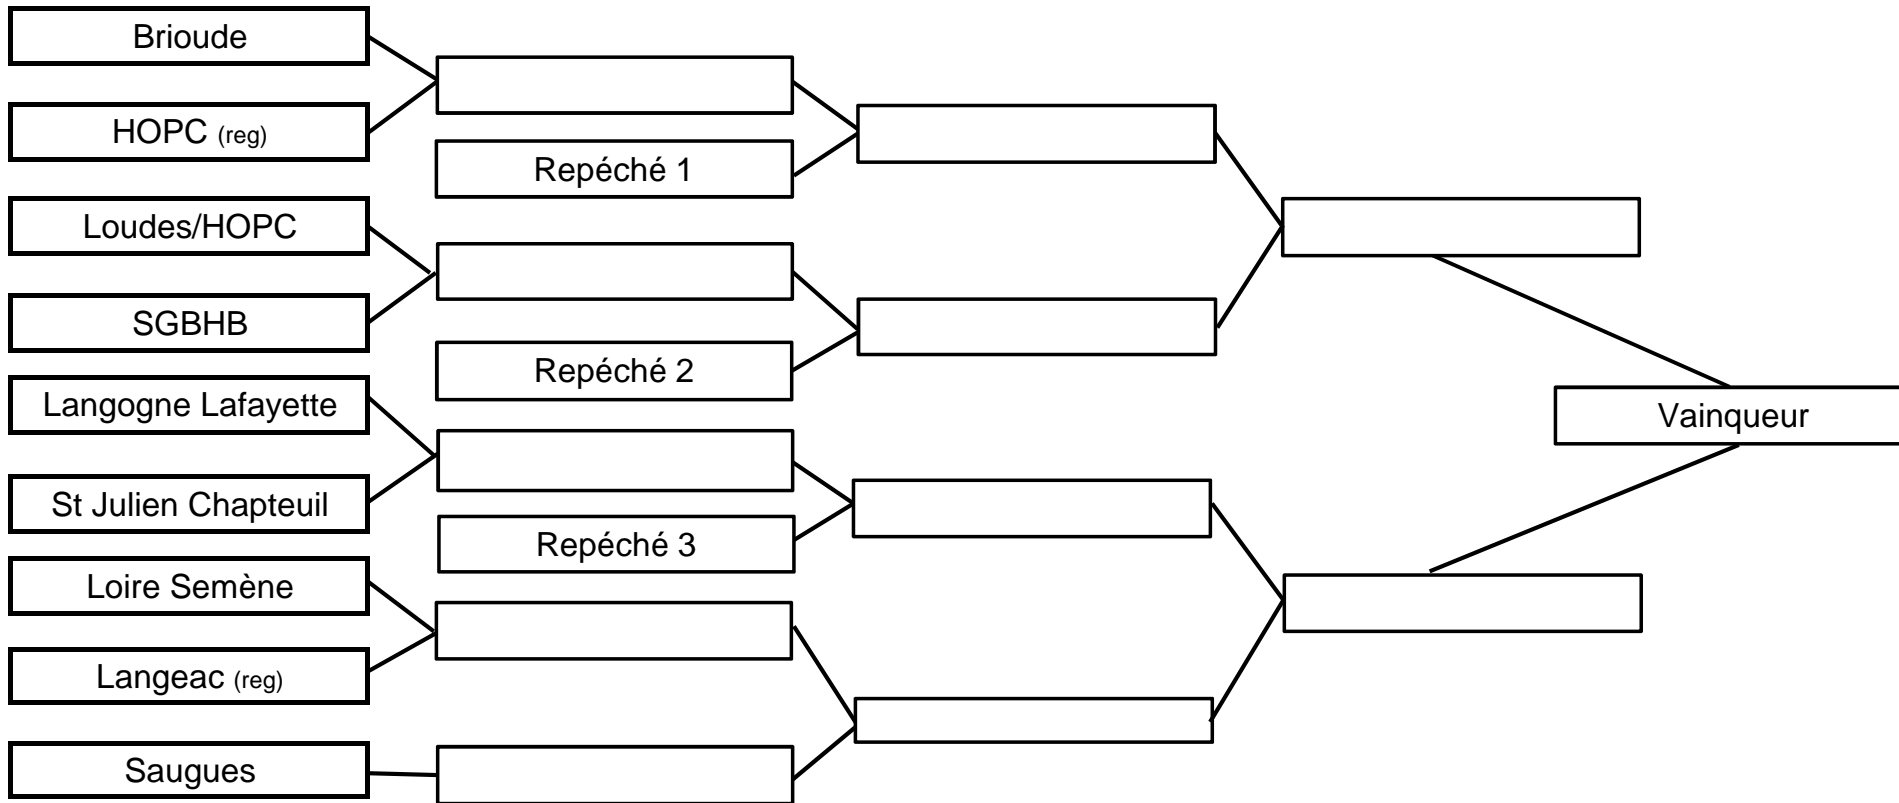 Brioude
HOPC (reg)
Repéché 1
Loudes/HOPC
SGBHB
Repéché 2
Langogne Lafayette
Vainqueur
St Julien Chapteuil
Repéché 3
Loire Semène
Langeac (reg)
Saugues